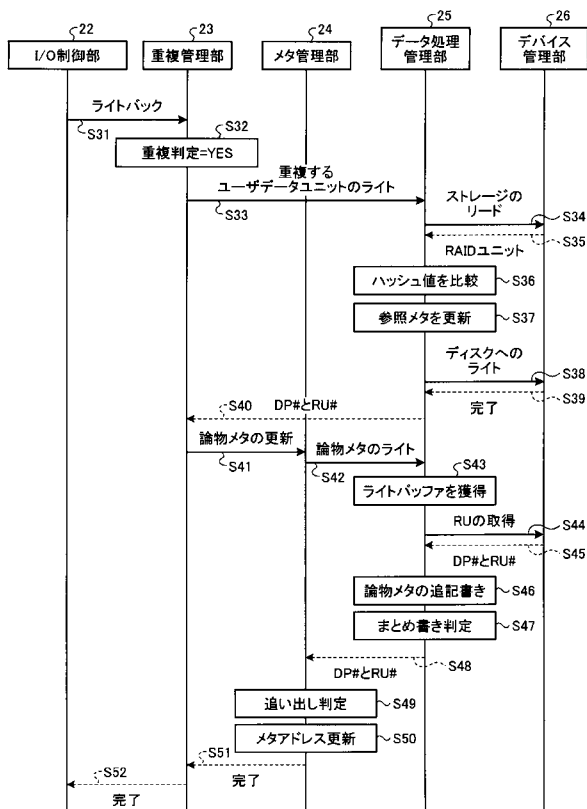 22
23
24
25
26
I/O制御部
重複管理部
メタ管理部
データ処理
管理部
デバイス
管理部
ライトバック
S31
S32
重複判定=YES
重複する
ユーザデータユニットのライト
S33
ストレージの
リード
S34
S35
RAIDユニット
ハッシュ値を比較
S36
参照メタを更新
S37
ディスクへの
ライト
S38
S39
完了
S40
DP#とRU#
論物メタの更新
S41
論物メタのライト
S42
S43
ライトバッファを獲得
RUの取得
S44
S45
DP#とRU#
論物メタの追記書き
S46
まとめ書き判定
S47
S48
DP#とRU#
追い出し判定
S49
メタアドレス更新
S50
S51
完了
S52
完了